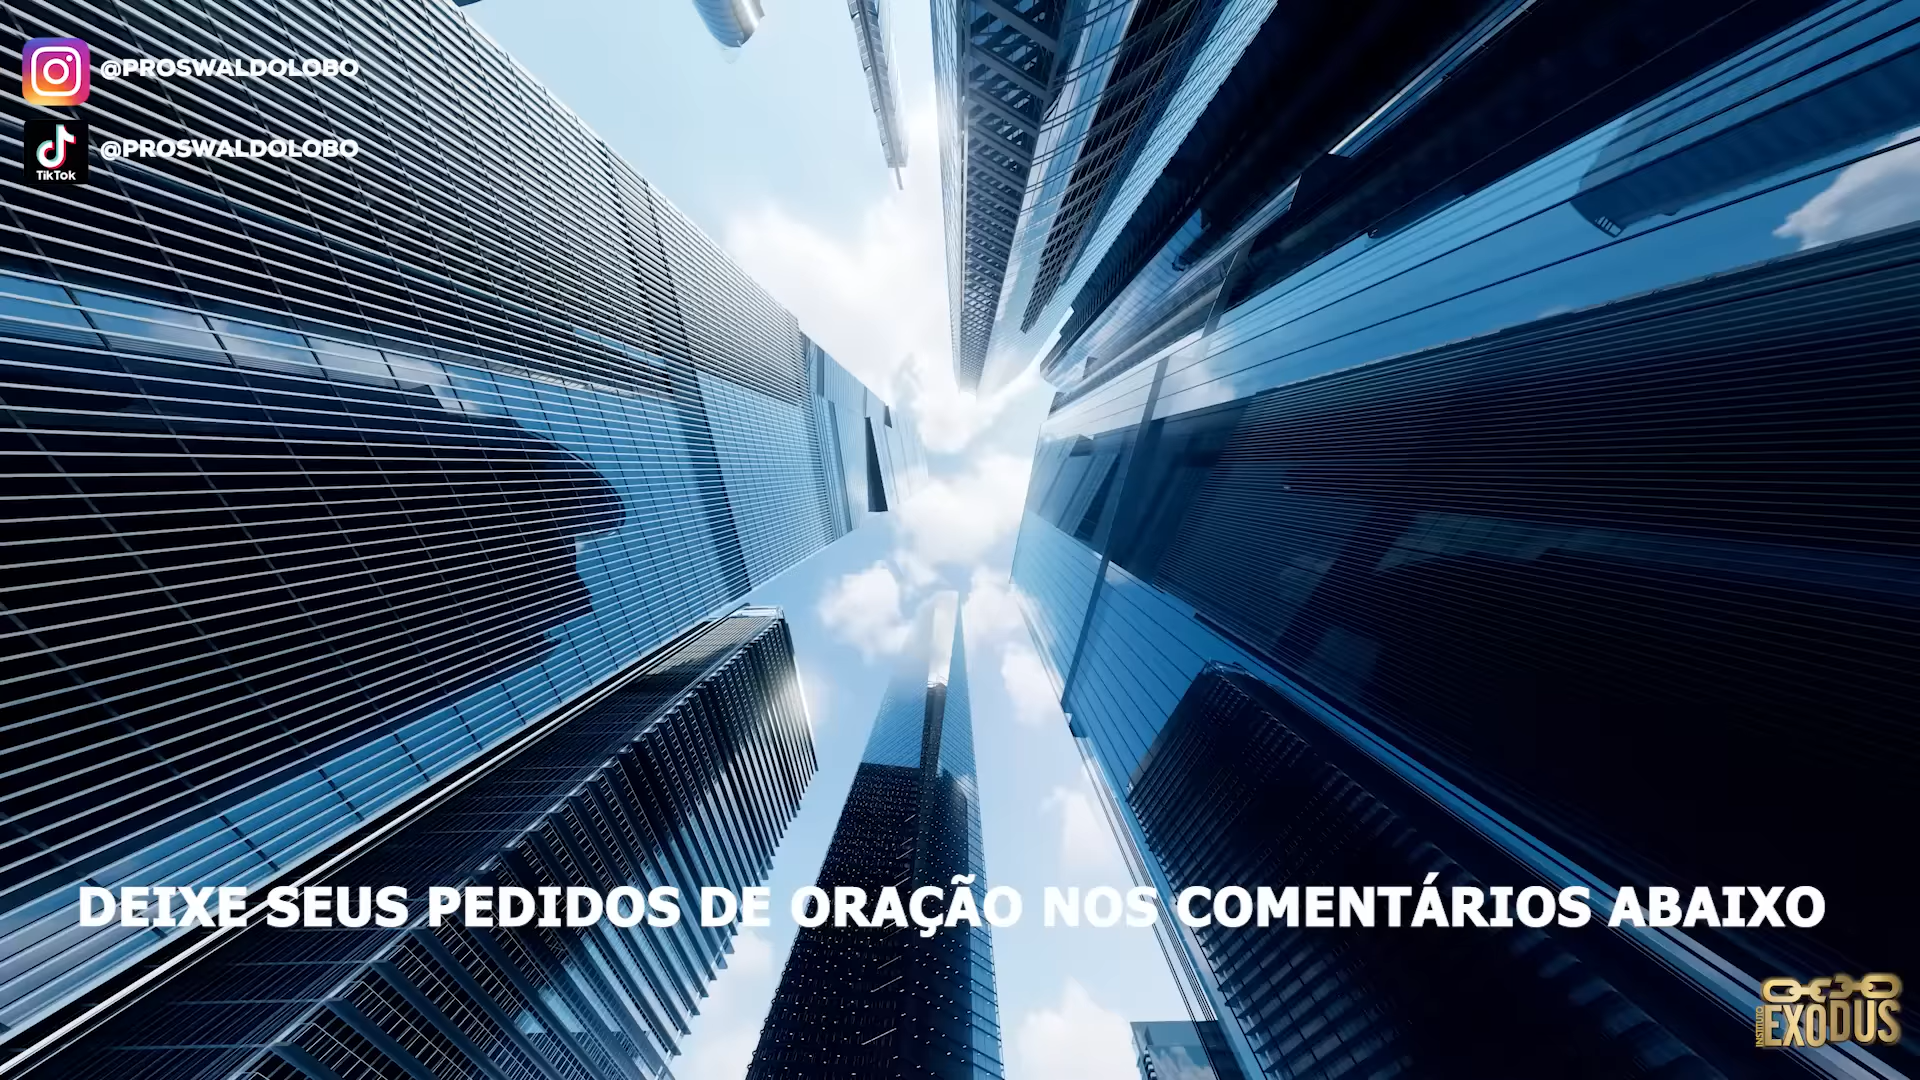 @PROSWALDOLOBO
TikTok
@PROSWALDOLOBO
DEIXE SEUS PEDIDOS DE ORAÇÃO NOS COMENTÁRIOS ABAIXO
INSTITUTO
EXODUS